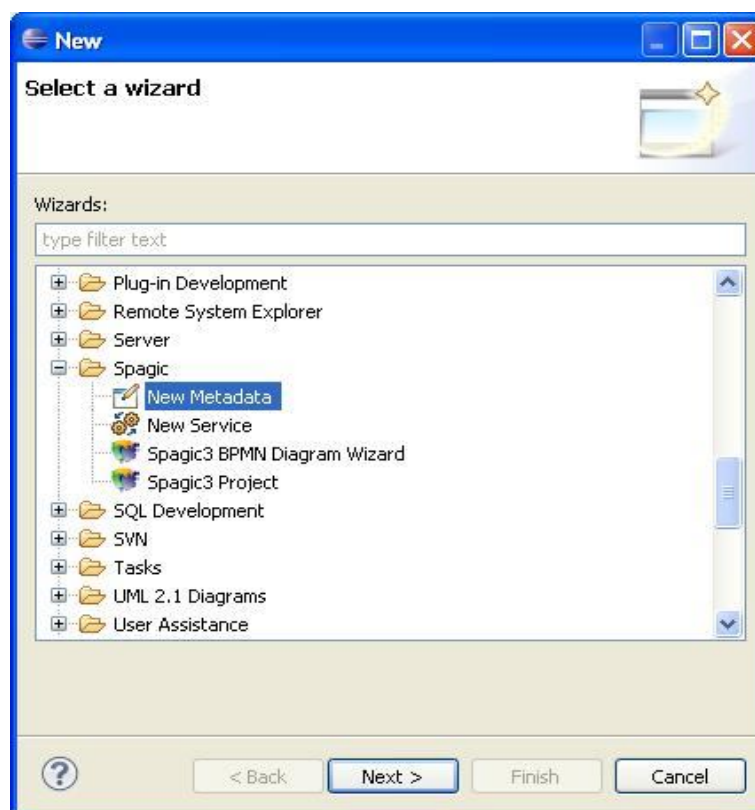 New
Select a wizard
Wizards:
type filter text
Plug-in Development
Remote System Explorer
Server
Spagic
New Metadata
New Service
Spagic3 BPMN Diagram Wizard
Spagic3 Project
SQL Development
SVN
Tasks
UML 2.1 Diagrams
User Assistance
< Back Next > Finish Cancel